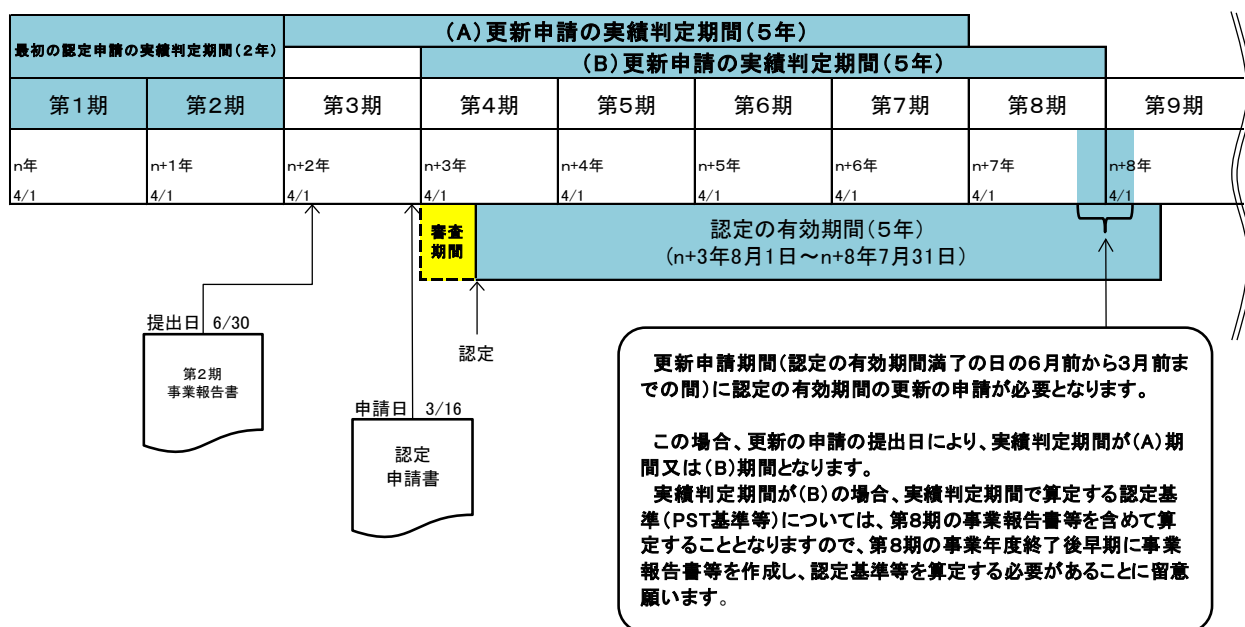 最初の認定申請の実績判定期間(2年)
(A)更新申請の実績判定期間(5年)
(B)更新申請の実績判定期間(5年)
第1期 第2期 第3期 第4期 第5期 第6期 第7期 第8期 第9期
n年 n+1年 n+2年 n+3年 n+4年 n+5年 n+6年 n+7年 n+8年
4/1 4/1 4/1 4/1 4/1 4/1 4/1 4/1 4/1
審査
期間
認定の有効期間(5年)
(n+3年8月1日~n+8年7月31日)
提出日 6/30
第2期
事業報告書
認定
申請日 3/16
認定
申請書
更新申請期間(認定の有効期間満了の日の6月前から3月前ま
での間)に認定の有効期間の更新の申請が必要となります。
この場合、更新の申請の提出日により、実績判定期間が(A)期
間又は(B)期間となります。
実績判定期間が(B)の場合、実績判定期間で算定する認定基
準(PST基準等)については、第8期の事業報告書等を含めて算
定することとなりますので、第8期の事業年度終了後早期に事業
報告書等を作成し、認定基準等を算定する必要があることに留意
願います。